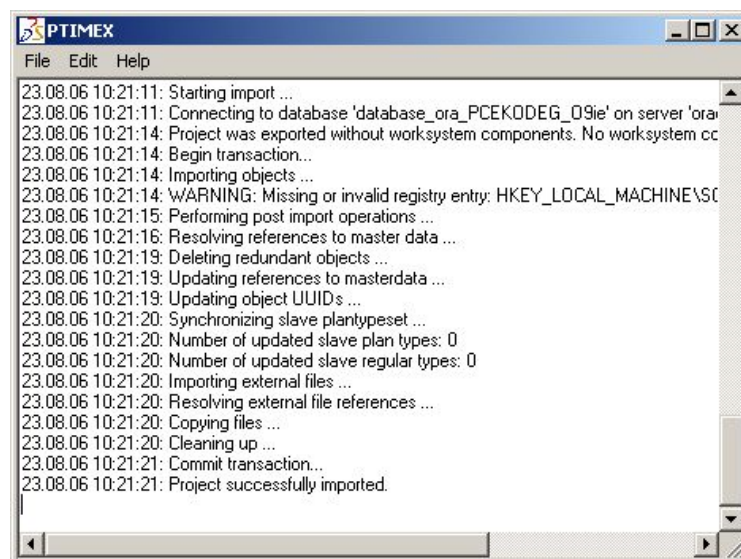 PTIMEX
File Edit Help
23.08.06 10:21:11: Starting import ...
23.08.06 10:21:11: Connecting to database 'database_ora_PCEKODEG_O9ie' on server 'ora
23.08.06 10:21:14: Project was exported without worksystem components. No worksystem co
23.08.06 10:21:14: Begin transaction...
23.08.06 10:21:14: Importing objects ...
23.08.06 10:21:14: WARNING: Missing or invalid registry entry: HKEY_LOCAL_MACHINE\SO
23.08.06 10:21:15: Performing post import operations ...
23.08.06 10:21:16: Resolving references to master data ...
23.08.06 10:21:19: Deleting redundant objects ...
23.08.06 10:21:19: Updating references to masterdata ...
23.08.06 10:21:19: Updating object UUIDs ...
23.08.06 10:21:20: Synchronizing slave plantypeset ...
23.08.06 10:21:20: Number of updated slave plan types: 0
23.08.06 10:21:20: Number of updated slave regular types: 0
23.08.06 10:21:20: Importing external files ...
23.08.06 10:21:20: Resolving external file references ...
23.08.06 10:21:20: Copying files ...
23.08.06 10:21:20: Cleaning up ...
23.08.06 10:21:21: Commit transaction...
23.08.06 10:21:21: Project successfully imported.